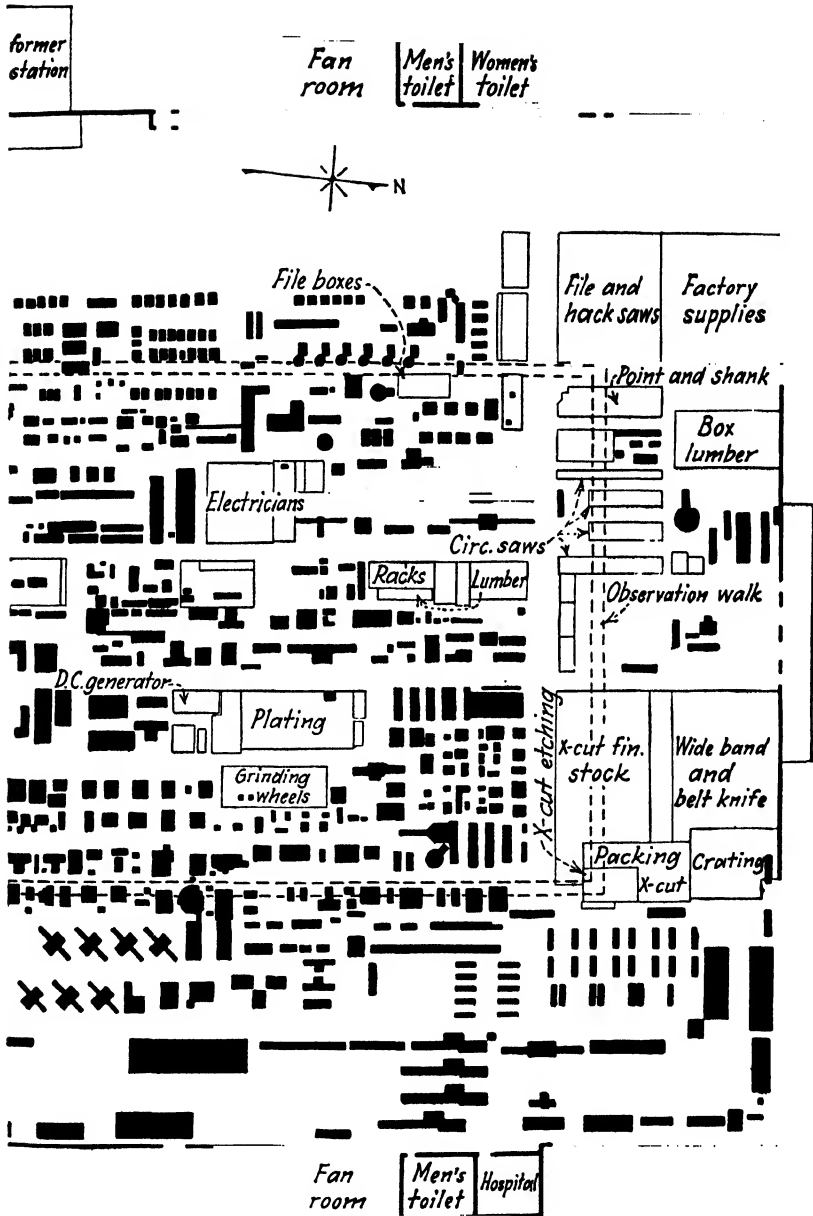 former
station
Fan
room
Men's
toilet
Women's
toilet
N
File boxes
File and
hack saws
Factory
supplies
Point and shank
Box
lumber
Electricians
Circ. saws
Racks
Lumber
Observation walk
D.C. generator
Plating
X-cut etching
X-cut fin.
stock
Wide band
and
belt knife
Grinding
wheels
Packing
X-cut
Crating
Fan
room
Men's
toilet
Hospital